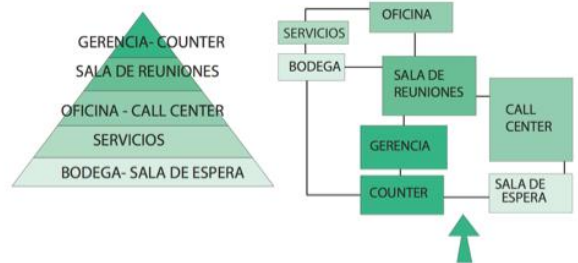 GERENCIA- COUNTER
SALA DE REUNIONES
OFICINA - CALL CENTER
SERVICIOS
BODEGA- SALA DE ESPERA
OFICINA
SERVICIOS
BODEGA
SALA DE
REUNIONES
CALL
CENTER
GERENCIA
COUNTER
SALA DE
ESPERA